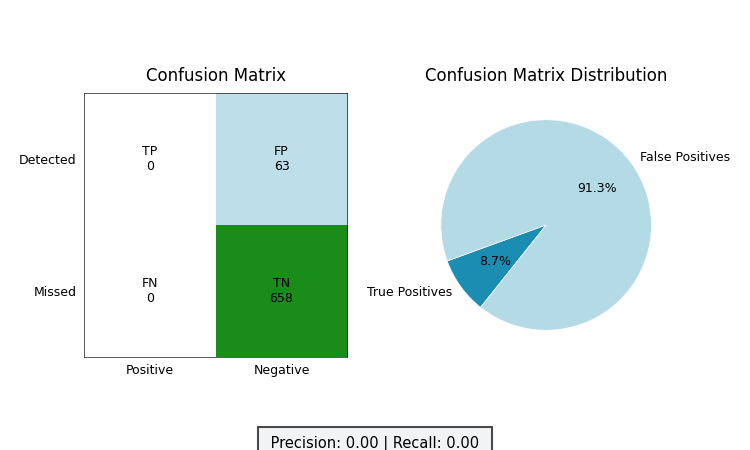 Confusion Matrix
Detected
TP
0
FP
63
Missed
FN
0
TN
658
Positive
Negative
Confusion Matrix Distribution
False Positives
91.3%
8.7%
True Positives
Precision: 0.00 | Recall: 0.00